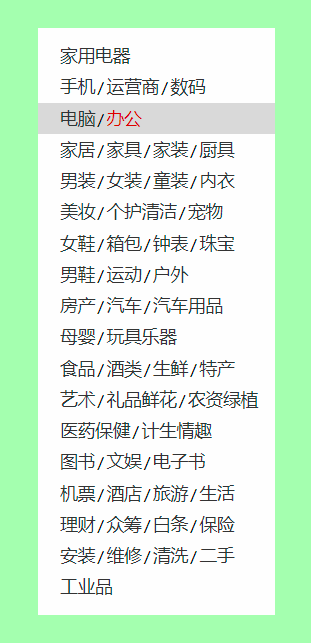 家用电器
手机/运营商/数码
电脑/办公
家居/家具/家装/厨具
男装/女装/童装/内衣
美妆/个护清洁/宠物
女鞋/箱包/钟表/珠宝
男鞋/运动/户外
房产/汽车/汽车用品
母婴/玩具乐器
食品/酒类/生鲜/特产
艺术/礼品鲜花/农资绿植
医药保健/计生情趣
图书/文娱/电子书
机票/酒店/旅游/生活
理财/众筹/白条/保险
安装/维修/清洗/二手
工业品